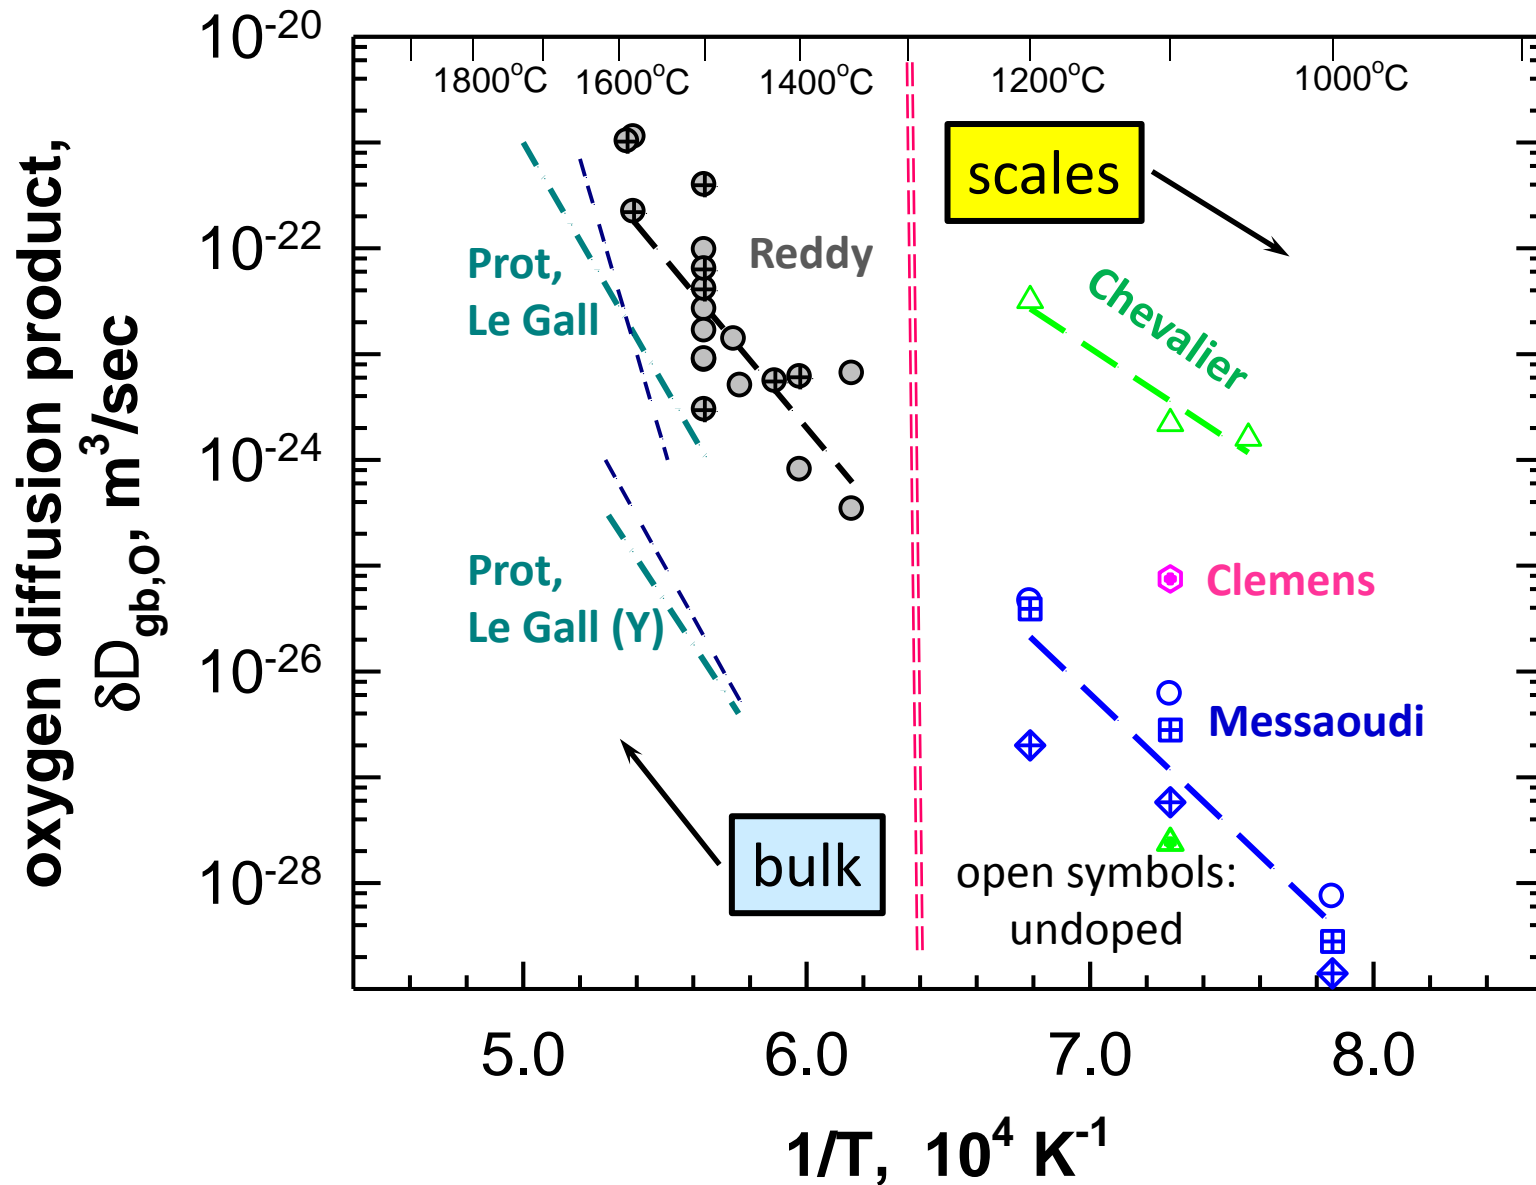 oxygen diffusion product,
δD_gb,O, m³/sec
10⁻²⁰
10⁻²²
10⁻²⁴
10⁻²⁶
10⁻²⁸
1800°C
1600°C
1400°C
1200°C
1000°C
scales
Reddy
Prot,
Le Gall
Chevalier
Prot,
Le Gall (Y)
Clemens
Messaoudi
bulk
open symbols:
undoped
5.0
6.0
7.0
8.0
1/T, 10⁴ K⁻¹